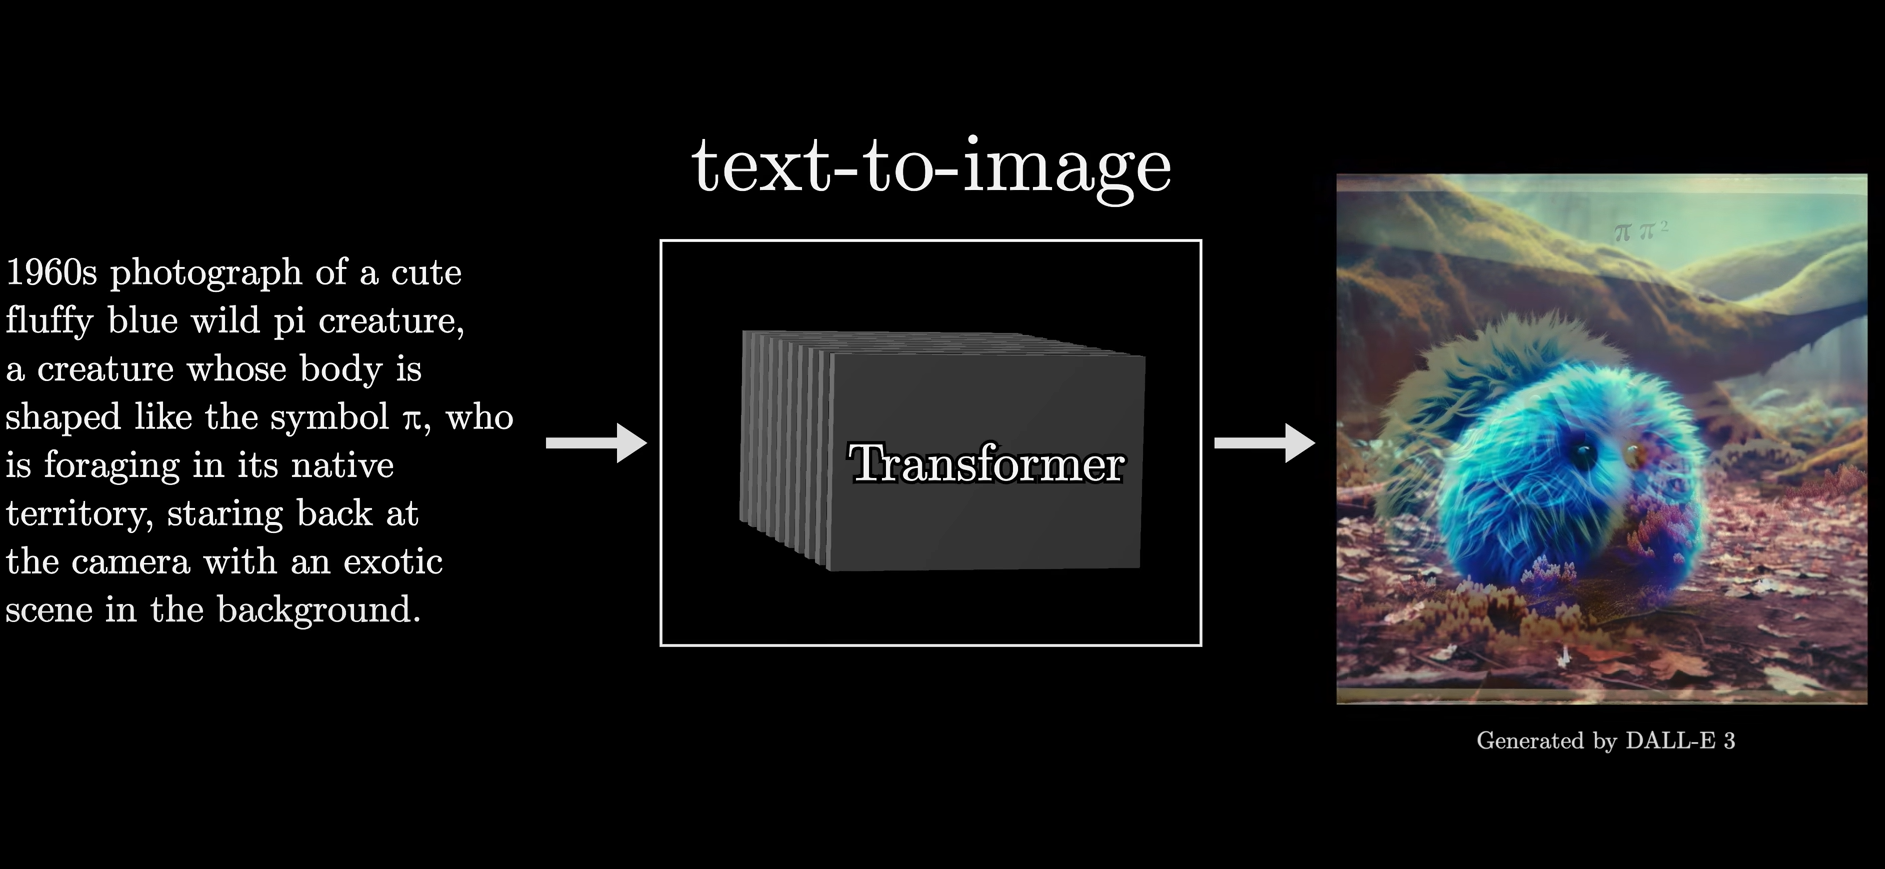 text-to-image
1960s photograph of a cute
fluffy blue wild pi creature,
a creature whose body is
shaped like the symbol π, who
is foraging in its native
territory, staring back at
the camera with an exotic
scene in the background.
Transformer
π π²
Generated by DALL-E 3